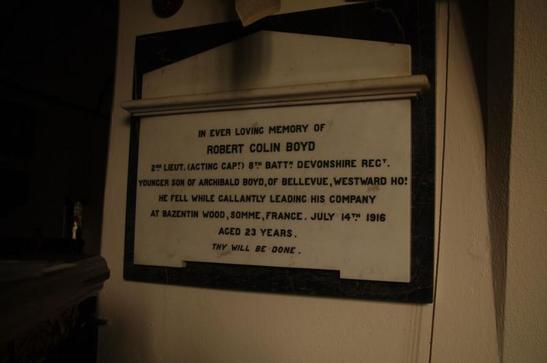 IN EVER LOVING MEMORY OF
ROBERT COLIN BOYD
2ND LIEUT. (ACTING CAPT) 8TH BATTN DEVONSHIRE REGT.
YOUNGER SON OF ARCHIBALD BOYD, OF BELLEVUE, WESTWARD HO!
HE FELL WHILE GALLANTLY LEADING HIS COMPANY
AT BAZENTIN WOOD, SOMME, FRANCE. JULY 14TH 1916
AGED 23 YEARS.
THY WILL BE DONE.